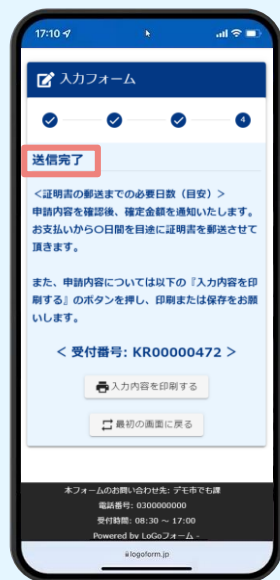 17:10
入力フォーム
4
送信完了
<証明書の郵送までの必要日数（目安）>
申請内容を確認後、確定金額を通知いたします。
お支払いから〇日間を目途に証明書を郵送させて
頂きます。
また、申請内容については以下の『入力内容を印
刷する』のボタンを押し、印刷または保存をお願
いします。
< 受付番号: KR00000472 >
入力内容を印刷する
最初の画面に戻る
本フォームのお問い合わせ先: デモ市でも課
電話番号: 0300000000
受付時間: 08:30 ～ 17:00
Powered by LoGoフォーム -
logoform.jp